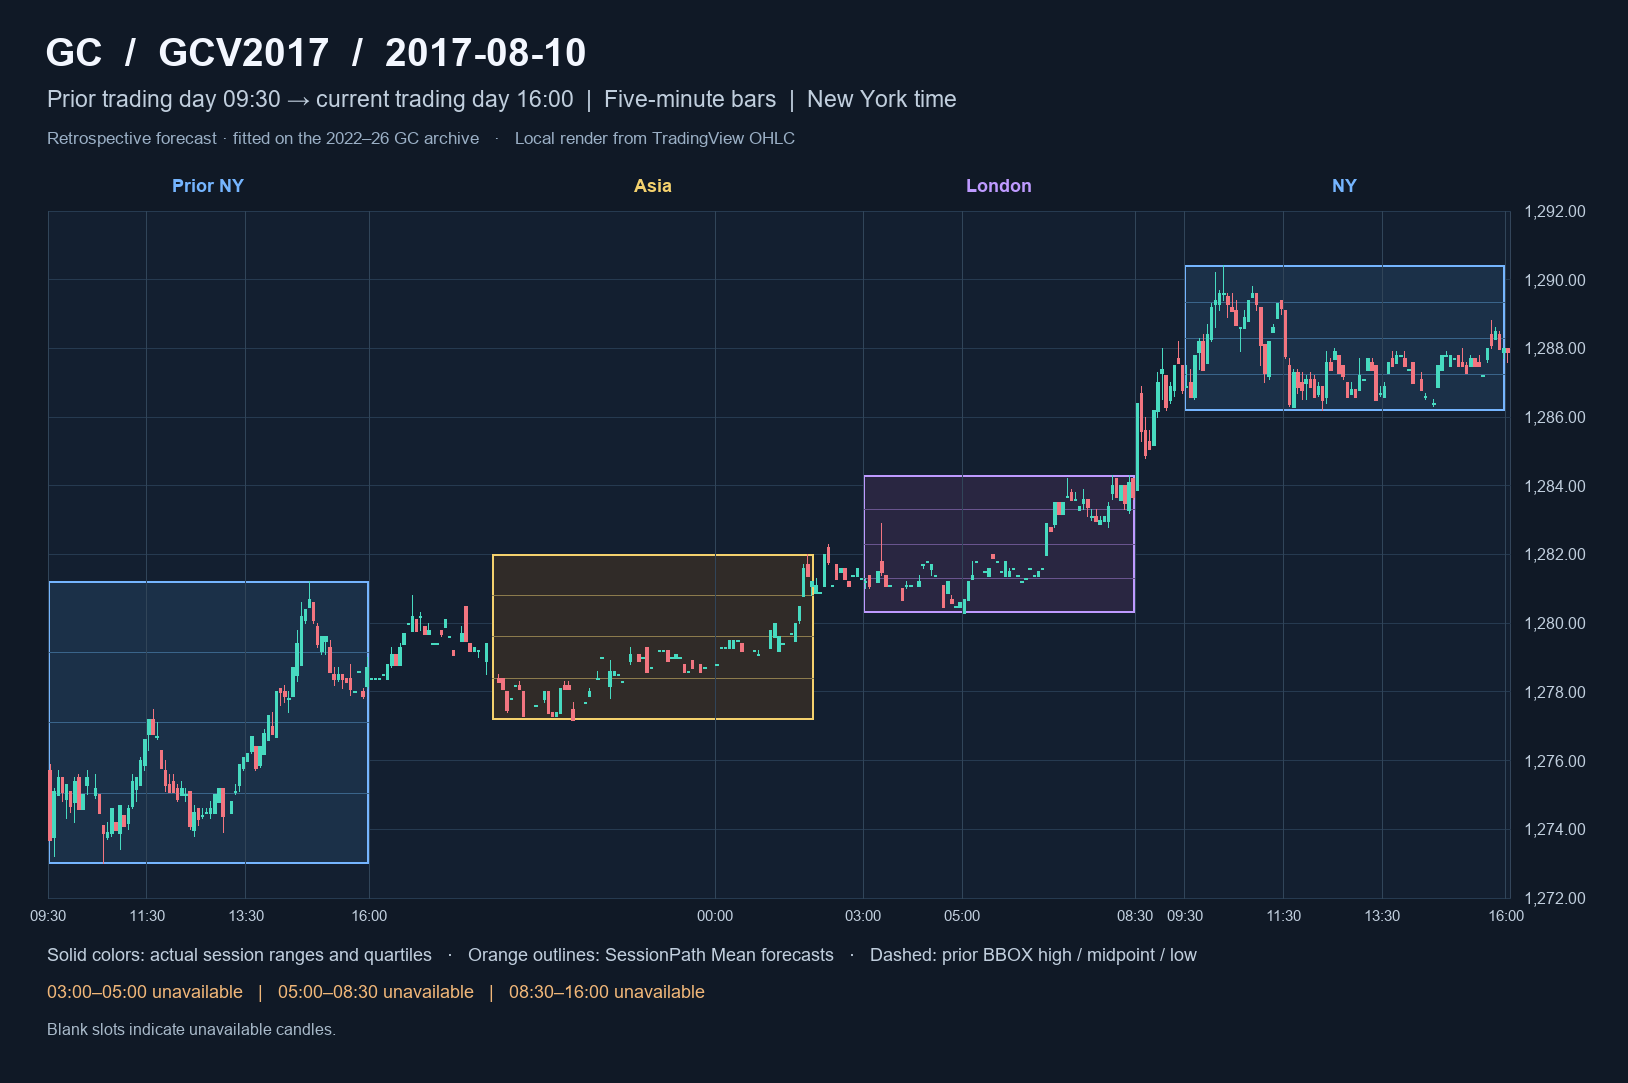 GC / GCV2017 / 2017-08-10
Prior trading day 09:30 → current trading day 16:00 | Five-minute bars | New York time
Retrospective forecast · fitted on the 2022–26 GC archive · Local render from TradingView OHLC
Prior NY Asia London NY
1,292.00
1,290.00
1,288.00
1,286.00
1,284.00
1,282.00
1,280.00
1,278.00
1,276.00
1,274.00
1,272.00
09:30 11:30 13:30 16:00 00:00 03:00 05:00 08:30 09:30 11:30 13:30 16:00
Solid colors: actual session ranges and quartiles · Orange outlines: SessionPath Mean forecasts · Dashed: prior BBOX high / midpoint / low
03:00–05:00 unavailable | 05:00–08:30 unavailable | 08:30–16:00 unavailable
Blank slots indicate unavailable candles.